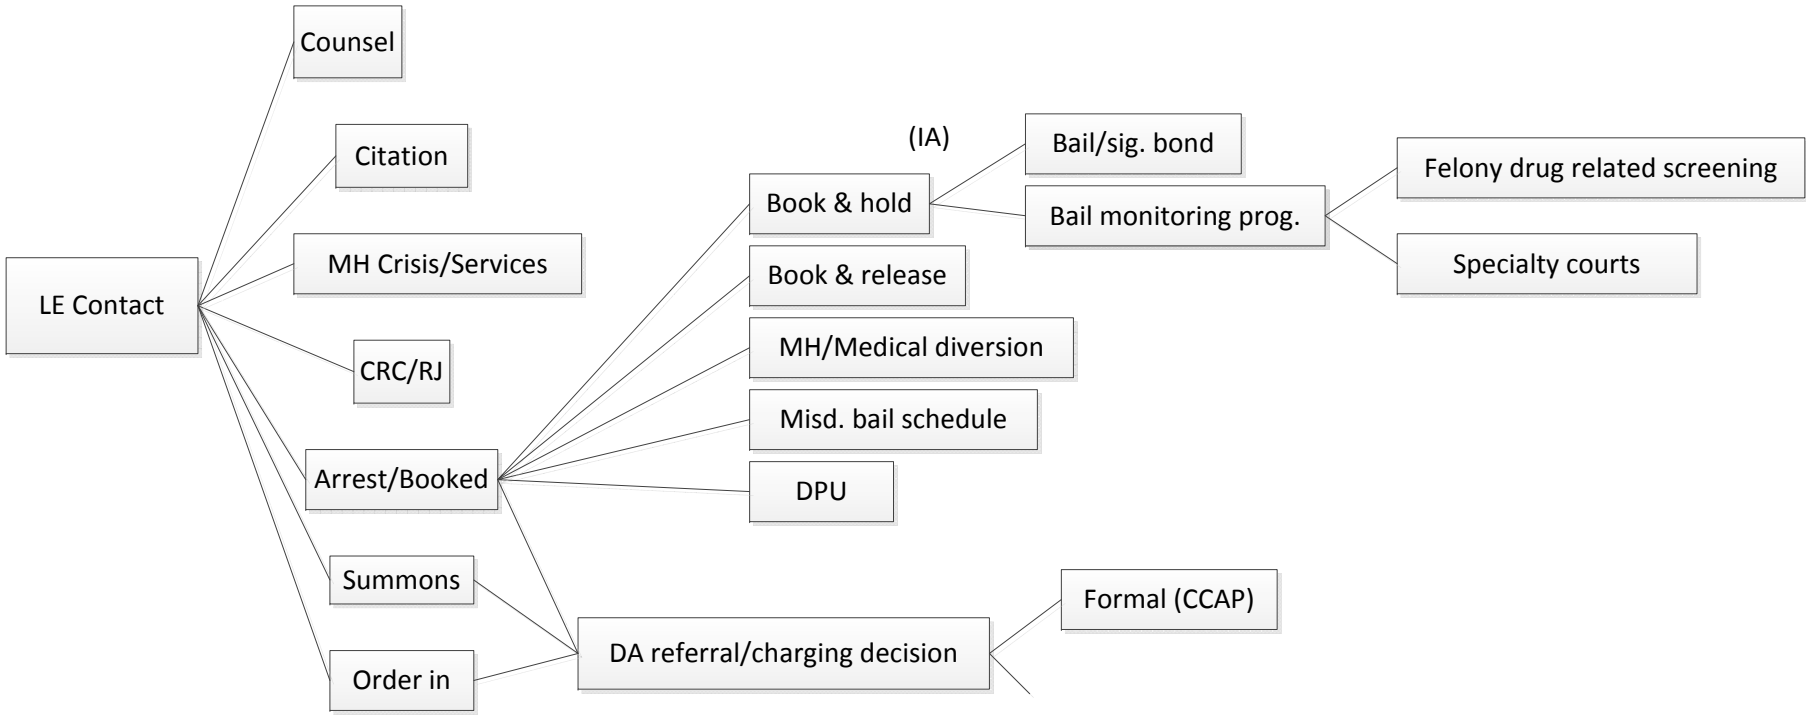 Counsel
Citation
MH Crisis/Services
LE Contact
CRC/RJ
Arrest/Booked
Summons
Order in
(IA)
Book & hold
Book & release
MH/Medical diversion
Misd. bail schedule
DPU
DA referral/charging decision
Bail/sig. bond
Bail monitoring prog.
Felony drug related screening
Specialty courts
Formal (CCAP)